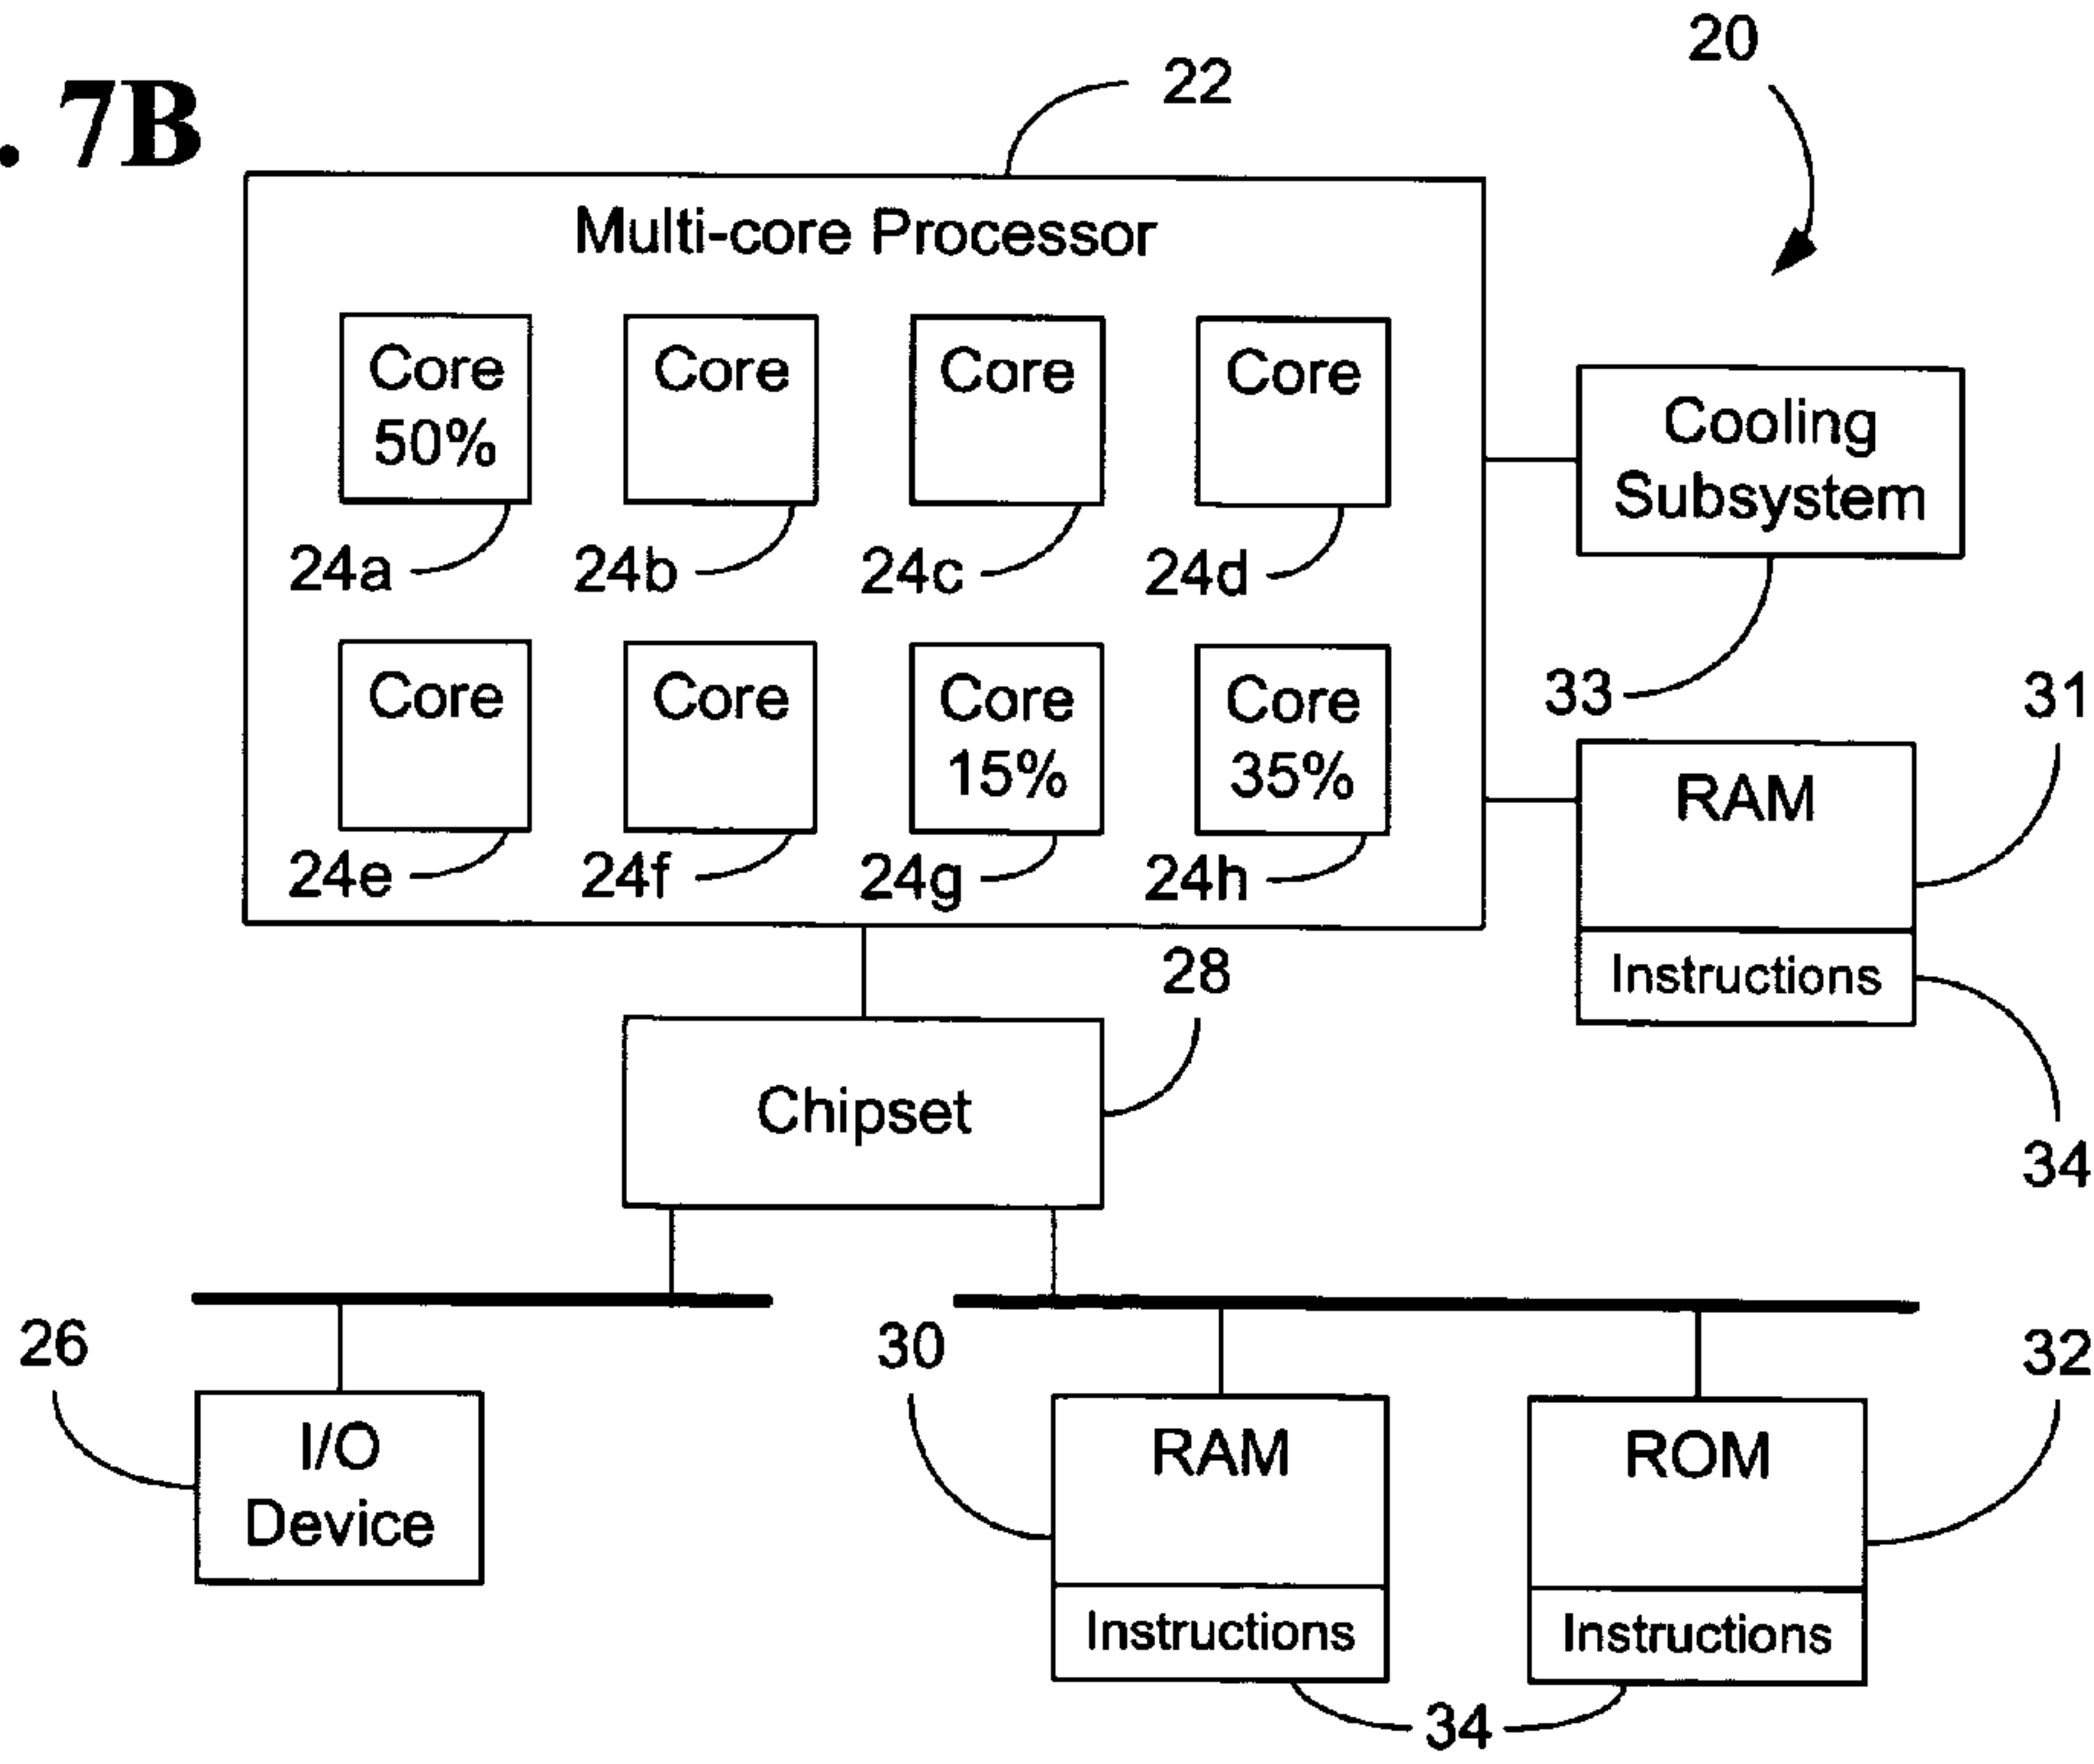 . 7B
20
22
Multi-core Processor
Core Core Core Core
50%
24a 24b 24c 24d
Cooling
Subsystem
33
Core Core Core Core
15% 35%
24e 24f 24g 24h
31
RAM
Instructions
34
28
Chipset
26
I/O
Device
30
RAM
Instructions
32
ROM
Instructions
34